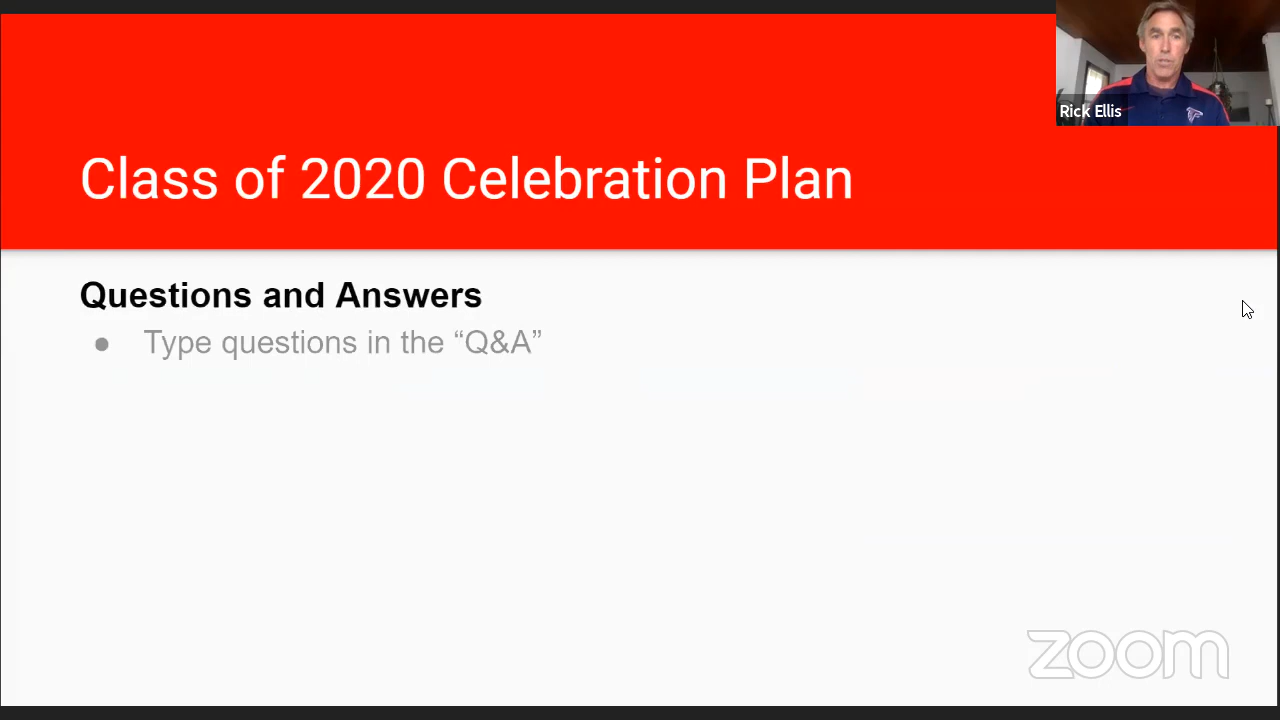 Rick Ellis
Class of 2020 Celebration Plan
Questions and Answers
● Type questions in the “Q&A”
zoom